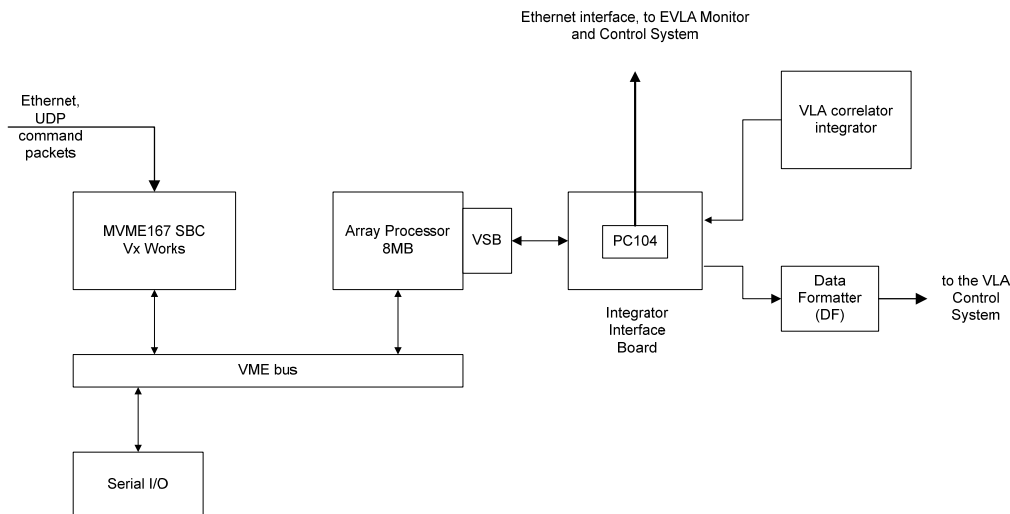 Ethernet interface, to EVLA Monitor
and Control System
Ethernet,
UDP
command
packets
VLA correlator
integrator
MVME167 SBC
Vx Works
Array Processor
8MB
VSB
PC104
Integrator
Interface
Board
Data
Formatter
(DF)
to the VLA
Control
System
VME bus
Serial I/O